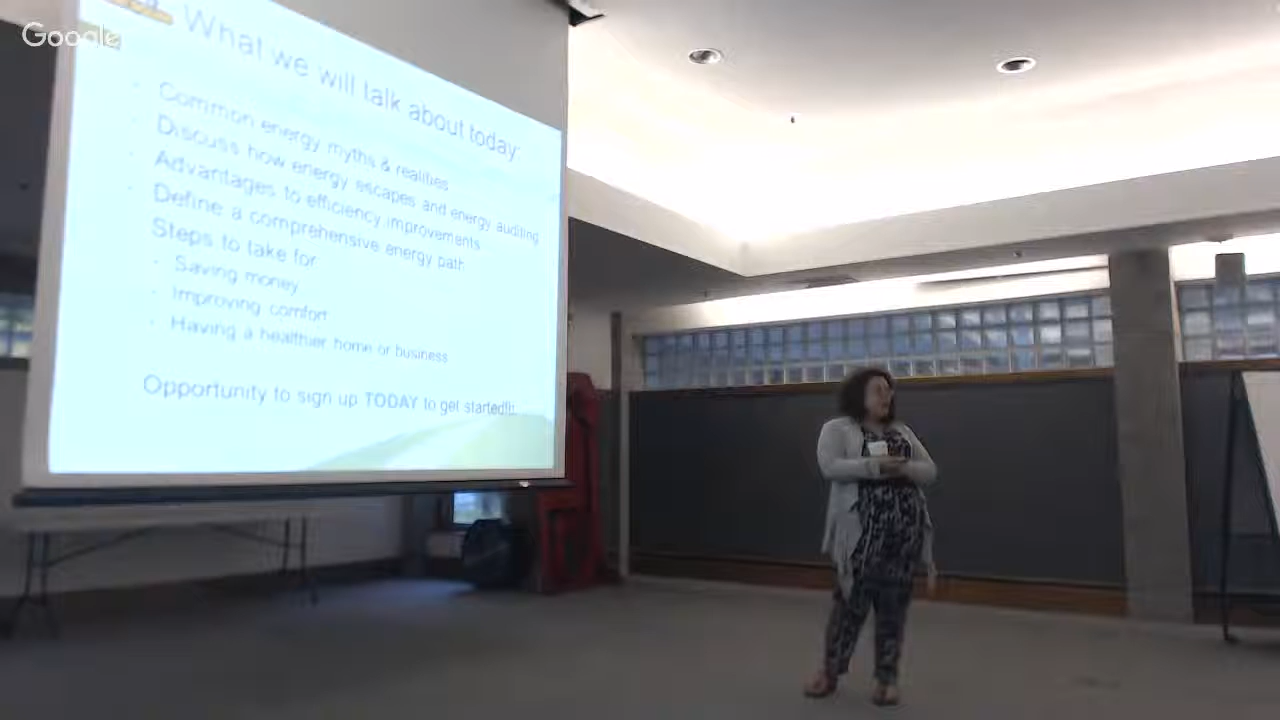 Google
What we will talk about today:
Common energy myths & realities
Discuss how energy escapes and energy auditing
Advantages to efficiency improvements
Define a comprehensive energy path
Steps to take for
Saving money
Improving comfort
Having a healthier home or business
Opportunity to sign up TODAY to get started!!!